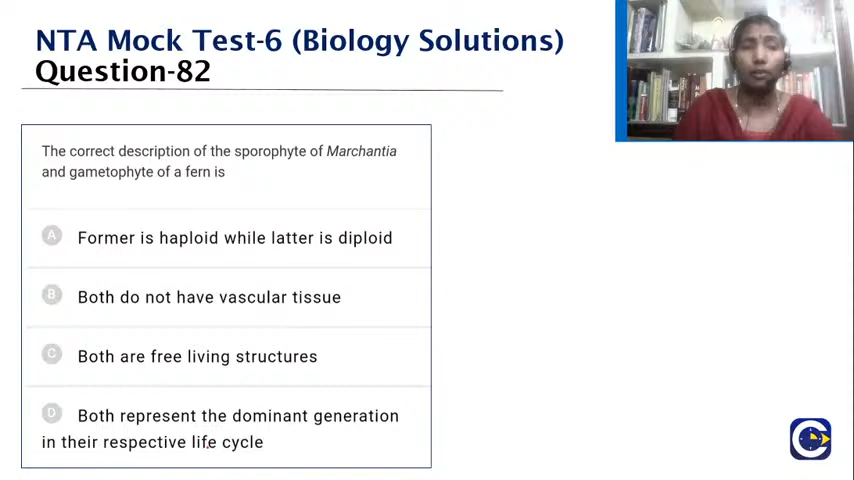 NTA Mock Test-6 (Biology Solutions)
Question-82
The correct description of the sporophyte of Marchantia
and gametophyte of a fern is
A Former is haploid while latter is diploid
B Both do not have vascular tissue
C Both are free living structures
D Both represent the dominant generation
in their respective life cycle